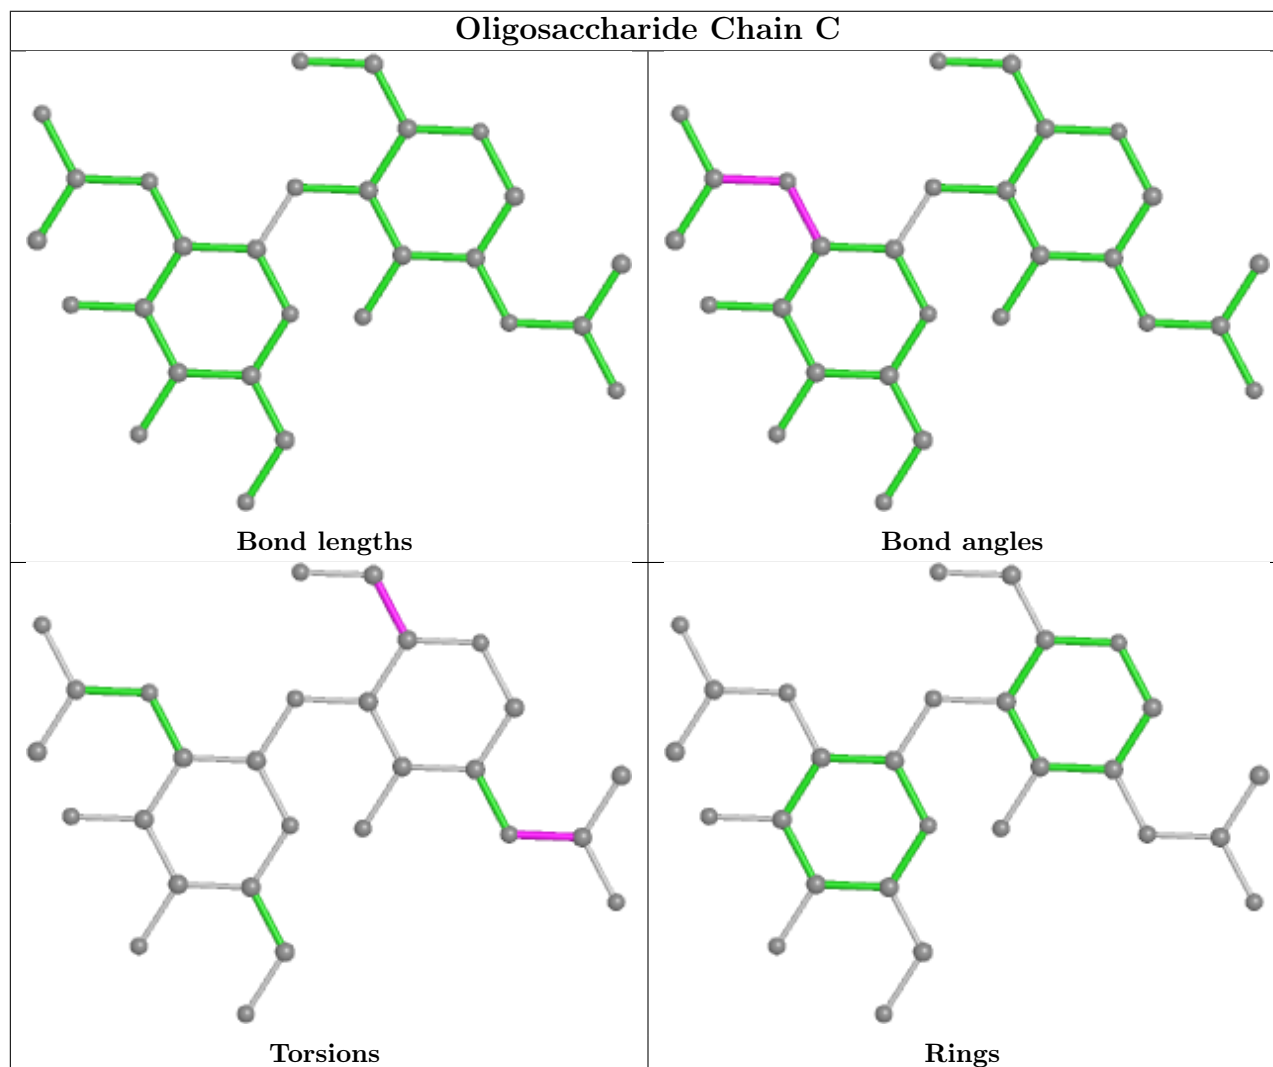 Oligosaccharide Chain C
Bond lengths
Bond angles
Torsions
Rings